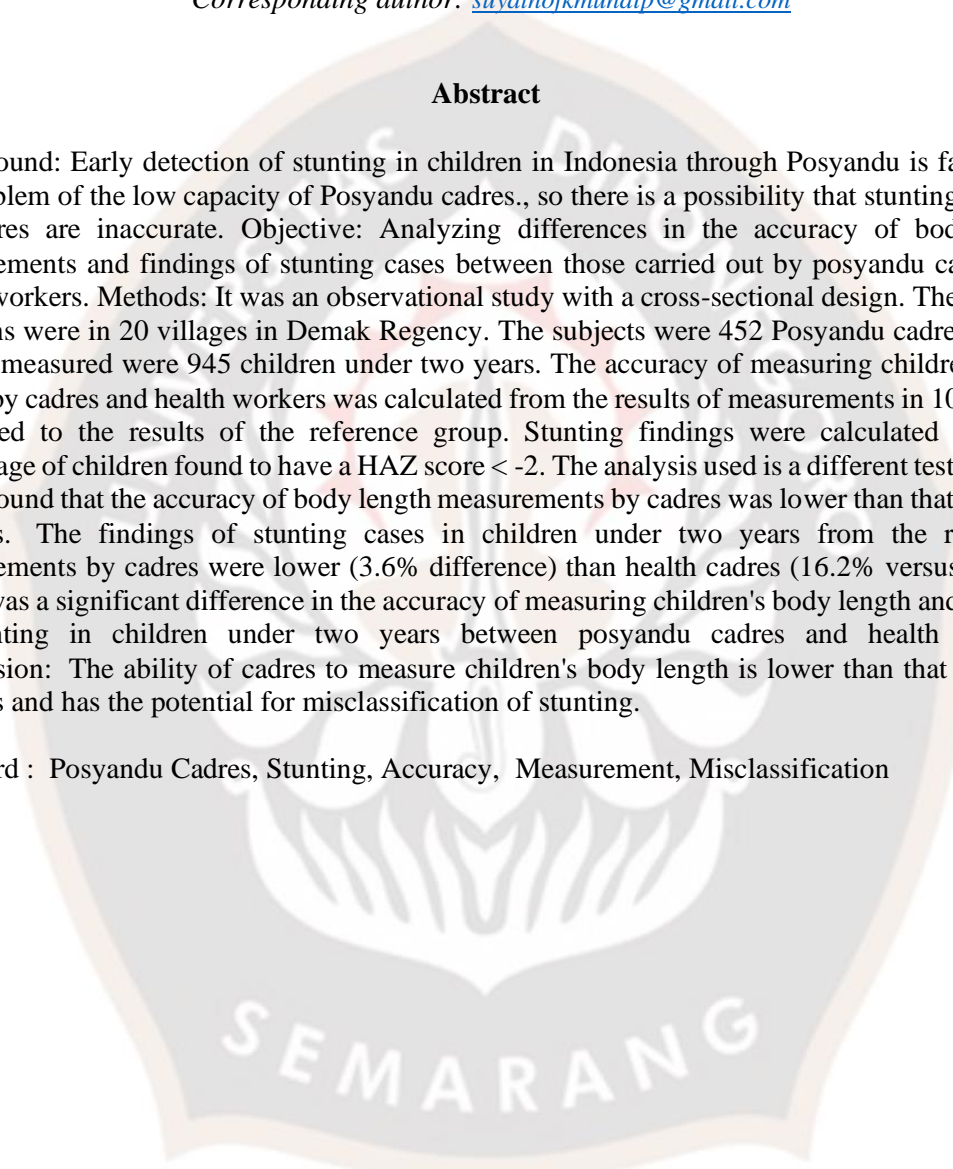 Corresponding author: suyatnofkmundip@gmail.com
Abstract
ound: Early detection of stunting in children in Indonesia through Posyandu is fa
blem of the low capacity of Posyandu cadres., so there is a possibility that stunting
res are inaccurate. Objective: Analyzing differences in the accuracy of bod
ements and findings of stunting cases between those carried out by posyandu ca
workers. Methods: It was an observational study with a cross-sectional design. The
ns were in 20 villages in Demak Regency. The subjects were 452 Posyandu cadre
measured were 945 children under two years. The accuracy of measuring childre
by cadres and health workers was calculated from the results of measurements in 10
ed to the results of the reference group. Stunting findings were calculated
age of children found to have a HAZ score < -2. The analysis used is a different test
ound that the accuracy of body length measurements by cadres was lower than that
s. The findings of stunting cases in children under two years from the r
ements by cadres were lower (3.6% difference) than health cadres (16.2% versus
was a significant difference in the accuracy of measuring children's body length and
nting in children under two years between posyandu cadres and health
sion: The ability of cadres to measure children's body length is lower than that
s and has the potential for misclassification of stunting.
rd : Posyandu Cadres, Stunting, Accuracy, Measurement, Misclassification
UNIVERSITAS DIPONEGORO
SEMARANG